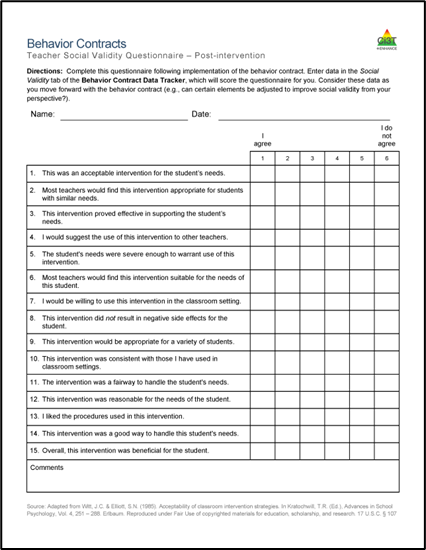 Ci3T
Behavior Contracts
Teacher Social Validity Questionnaire – Post-intervention
Directions: Complete this questionnaire following implementation of the behavior contract. Enter data in the Social
Validity tab of the Behavior Contract Data Tracker, which will score the questionnaire for you. Consider these data as
you move forward with the behavior contract (e.g., can certain elements be adjusted to improve social validity from your
perspective?).
Name: Date:
I agree
I do not agree
1 2 3 4 5 6
1. This was an acceptable intervention for the student's needs.
2. Most teachers would find this intervention appropriate for students
with similar needs.
3. This intervention proved effective in supporting the student's
needs.
4. I would suggest the use of this intervention to other teachers.
5. The student's needs were severe enough to warrant use of this
intervention.
6. Most teachers would find this intervention suitable for the needs of
this student.
7. I would be willing to use this intervention in the classroom setting.
8. This intervention did not result in negative side effects for the
student.
9. This intervention would be appropriate for a variety of students.
10. This intervention was consistent with those I have used in
classroom settings.
11. The intervention was a fairway to handle the student's needs.
12. This intervention was reasonable for the needs of the student.
13. I liked the procedures used in this intervention.
14. This intervention was a good way to handle this student's needs.
15. Overall, this intervention was beneficial for the student.
Comments
Source: Adapted from Witt, J.C. & Elliott, S.N. (1985). Acceptability of classroom intervention strategies. In Kratochwill, T.R. (Ed.), Advances in School
Psychology, Vol. 4, 251 – 288. Erlbaum. Reproduced under Fair Use of copyrighted materials for education, scholarship, and research. 17 U.S.C. § 107